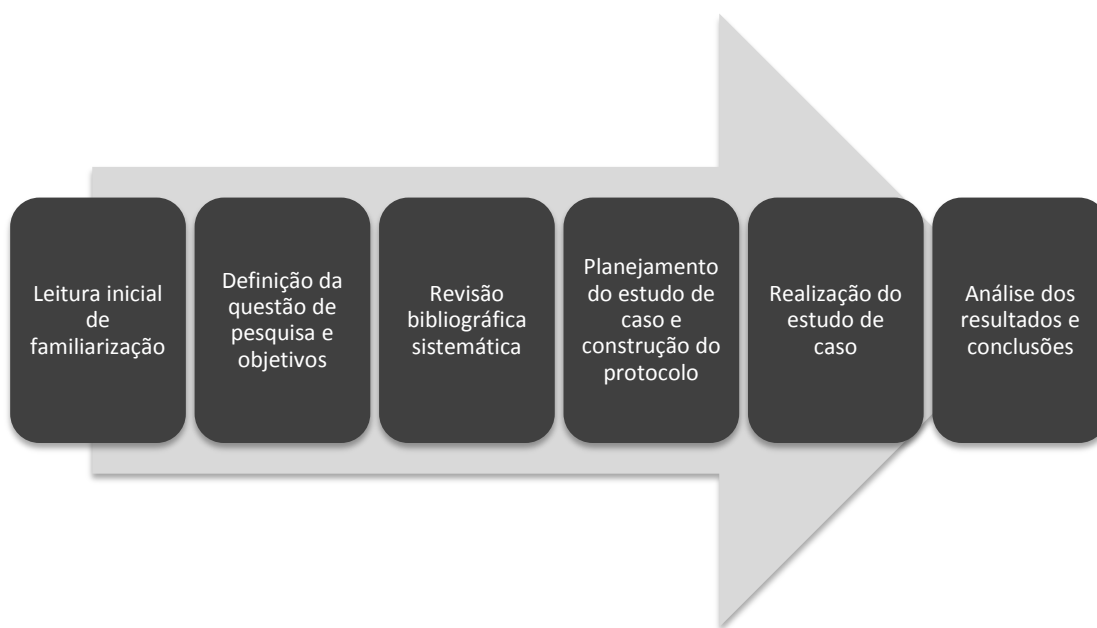 Leitura inicial
de
familiarização
Definição da
questão de
pesquisa e
objetivos
Revisão
bibliográfica
sistemática
Planejamento
do estudo de
caso e
construção do
protocolo
Realização do
estudo de
caso
Análise dos
resultados e
conclusões